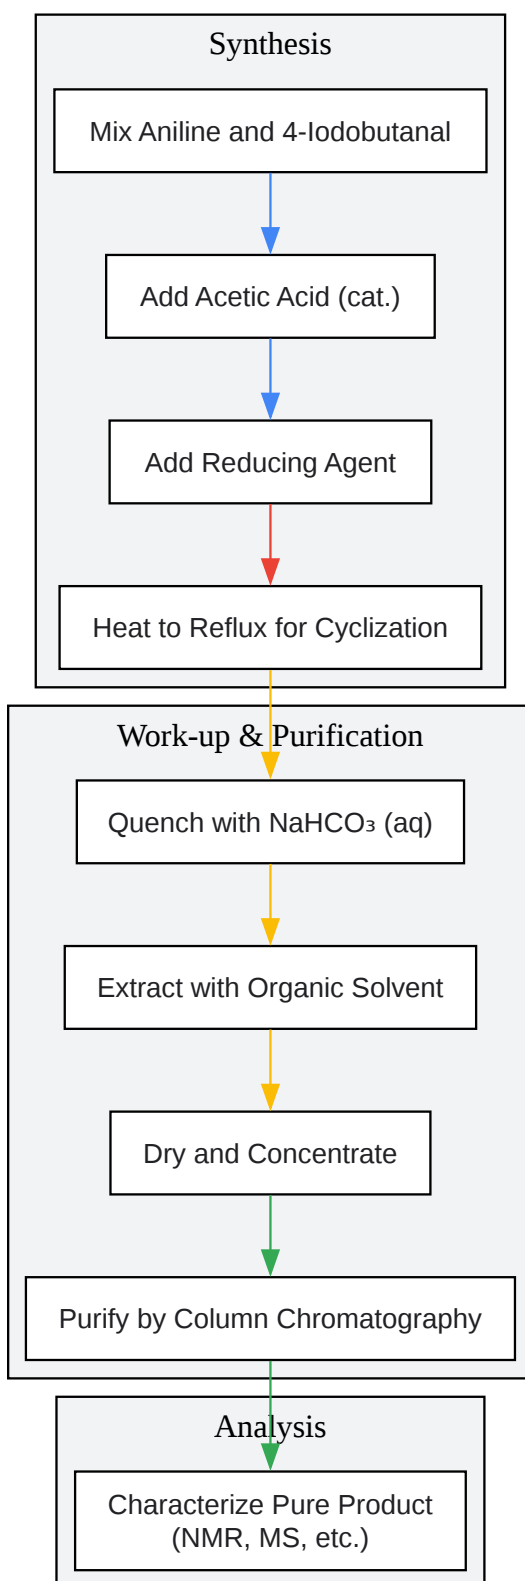 Synthesis
Mix Aniline and 4-Iodobutanal
Add Acetic Acid (cat.)
Add Reducing Agent
Heat to Reflux for Cyclization
Work-up & Purification
Quench with NaHCO₃ (aq)
Extract with Organic Solvent
Dry and Concentrate
Purify by Column Chromatography
Analysis
Characterize Pure Product
(NMR, MS, etc.)